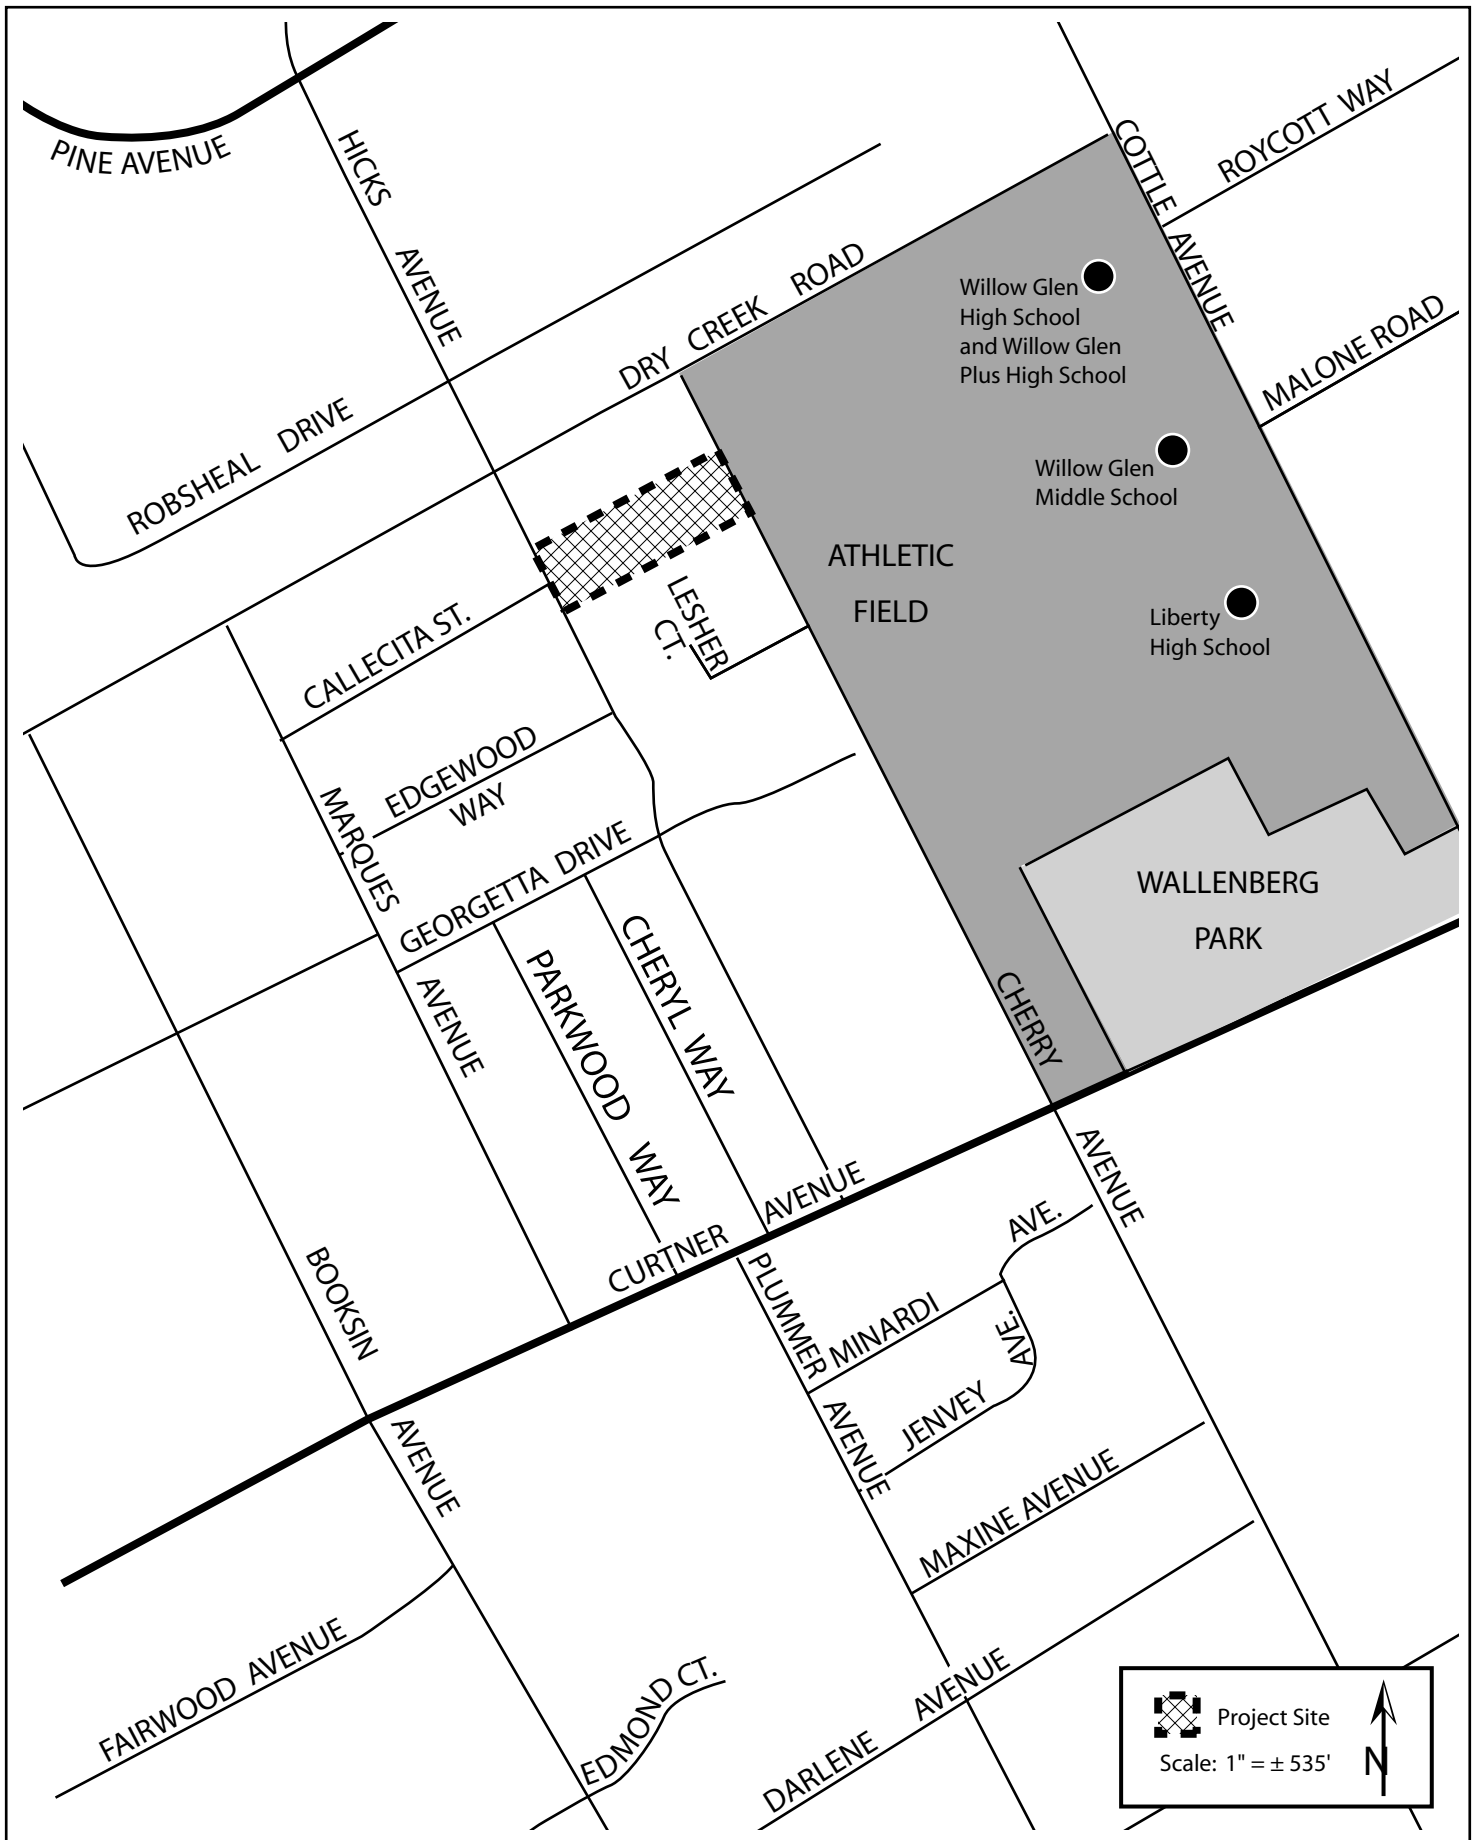 PINE AVENUE
HICKS AVENUE
COTTLE AVENUE
ROYCOTT WAY
DRY CREEK ROAD
Willow Glen
High School
and Willow Glen
Plus High School
MALONE ROAD
ROBSHEAL DRIVE
Willow Glen
Middle School
ATHLETIC
FIELD
LESHER
CT.
Liberty
High School
CALLECITA ST.
EDGEWOOD
WAY
MARQUES AVENUE
GEORGETTA DRIVE
WALLENBERG
PARK
PARKWOOD WAY
CHERYL WAY
CHERRY AVENUE
CURTNER AVENUE
BOOKSIN AVENUE
PLUMMER AVENUE
MINARDI AVE.
JENVEY AVE.
MAXINE AVENUE
FAIRWOOD AVENUE
EDMOND CT.
DARLENE AVENUE
Project Site
Scale: 1" = ± 535'
N